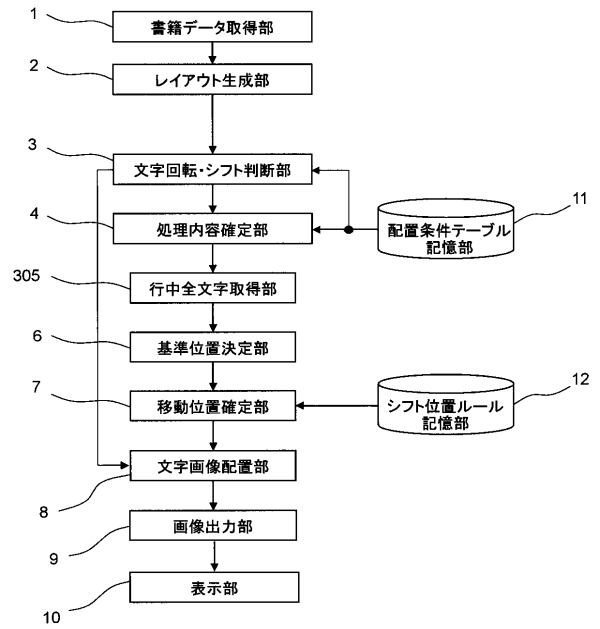 1
書籍データ取得部
2
レイアウト生成部
3
文字回転・シフト判断部
4
処理内容確定部
11
配置条件テーブル
記憶部
305
行中全文字取得部
6
基準位置決定部
7
移動位置確定部
12
シフト位置ルール
記憶部
文字画像配置部
8
画像出力部
9
表示部
10